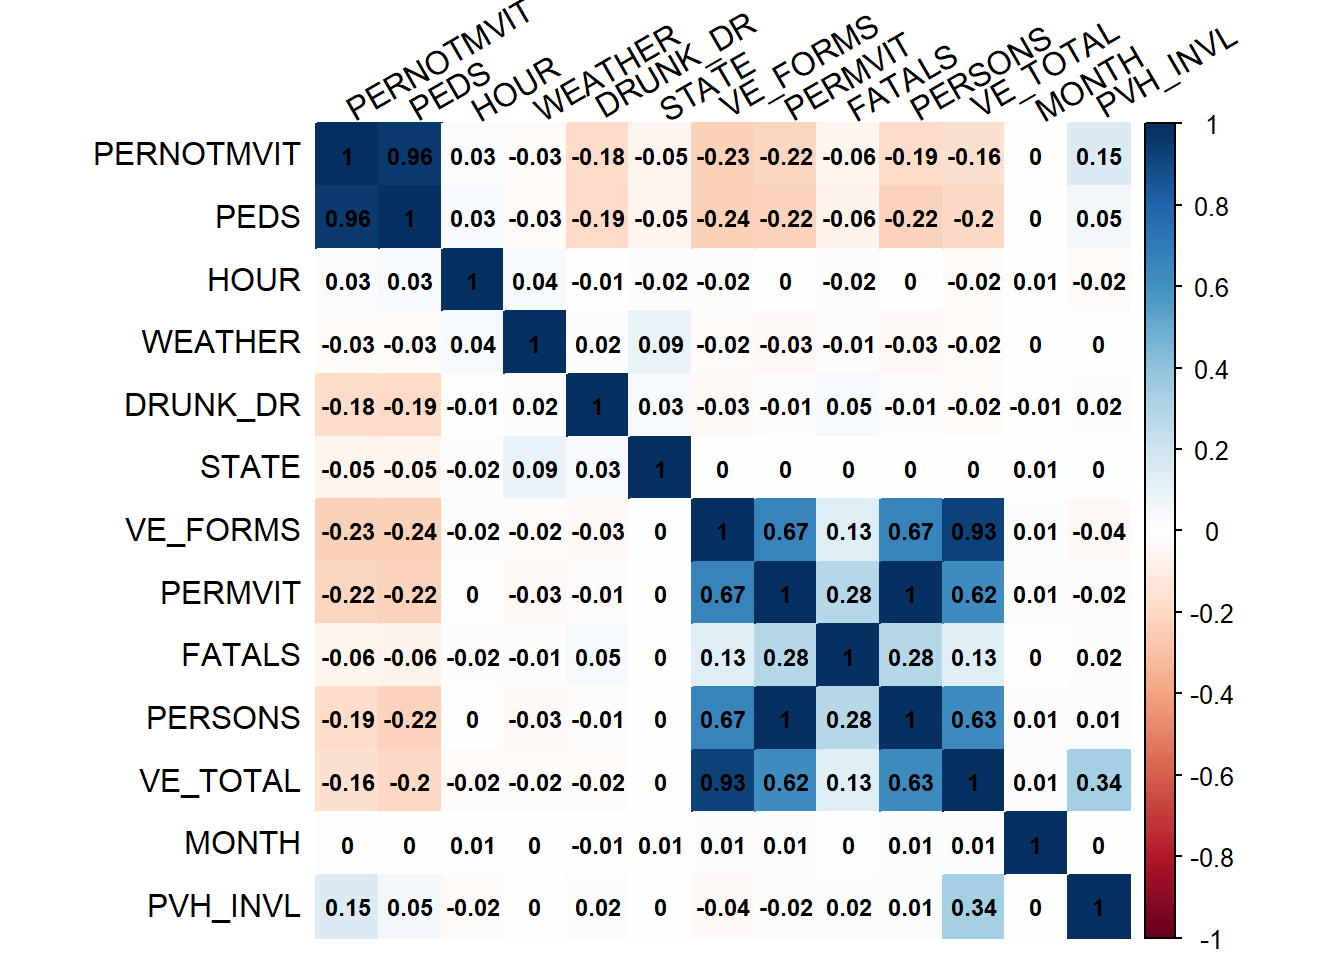 PERNOTMVIT PEDS HOUR WEATHER DRUNK_DR STATE VE_FORMS PERMVIT FATALS PERSONS VE_TOTAL MONTH PVH_INVL
PERNOTMVIT 1 0.96 0.03 -0.03 -0.18 -0.05 -0.23 -0.22 -0.06 -0.19 -0.16 0 0.15
PEDS 0.96 1 0.03 -0.03 -0.19 -0.05 -0.24 -0.22 -0.06 -0.22 -0.2 0 0.05
HOUR 0.03 0.03 1 0.04 -0.01 -0.02 -0.02 0 -0.02 0 -0.02 0.01 -0.02
WEATHER -0.03 -0.03 0.04 1 0.02 0.09 -0.02 -0.03 -0.01 -0.03 -0.02 0 0
DRUNK_DR -0.18 -0.19 -0.01 0.02 1 0.03 -0.03 -0.01 0.05 -0.01 -0.02 -0.01 0.02
STATE -0.05 -0.05 -0.02 0.09 0.03 1 0 0 0 0 0 0.01 0
VE_FORMS -0.23 -0.24 -0.02 -0.02 -0.03 0 1 0.67 0.13 0.67 0.93 0.01 -0.04
PERMVIT -0.22 -0.22 0 -0.03 -0.01 0 0.67 1 0.28 1 0.62 0.01 -0.02
FATALS -0.06 -0.06 -0.02 -0.01 0.05 0 0.13 0.28 1 0.28 0.13 0 0.02
PERSONS -0.19 -0.22 0 -0.03 -0.01 0 0.67 1 0.28 1 0.63 0.01 0.01
VE_TOTAL -0.16 -0.2 -0.02 -0.02 -0.02 0 0.93 0.62 0.13 0.63 1 0.01 0.34
MONTH 0 0 0.01 0 -0.01 0.01 0.01 0.01 0 0.01 0.01 1 0
PVH_INVL 0.15 0.05 -0.02 0 0.02 0 -0.04 -0.02 0.02 0.01 0.34 0 1
1
0.8
0.6
0.4
0.2
0
-0.2
-0.4
-0.6
-0.8
-1